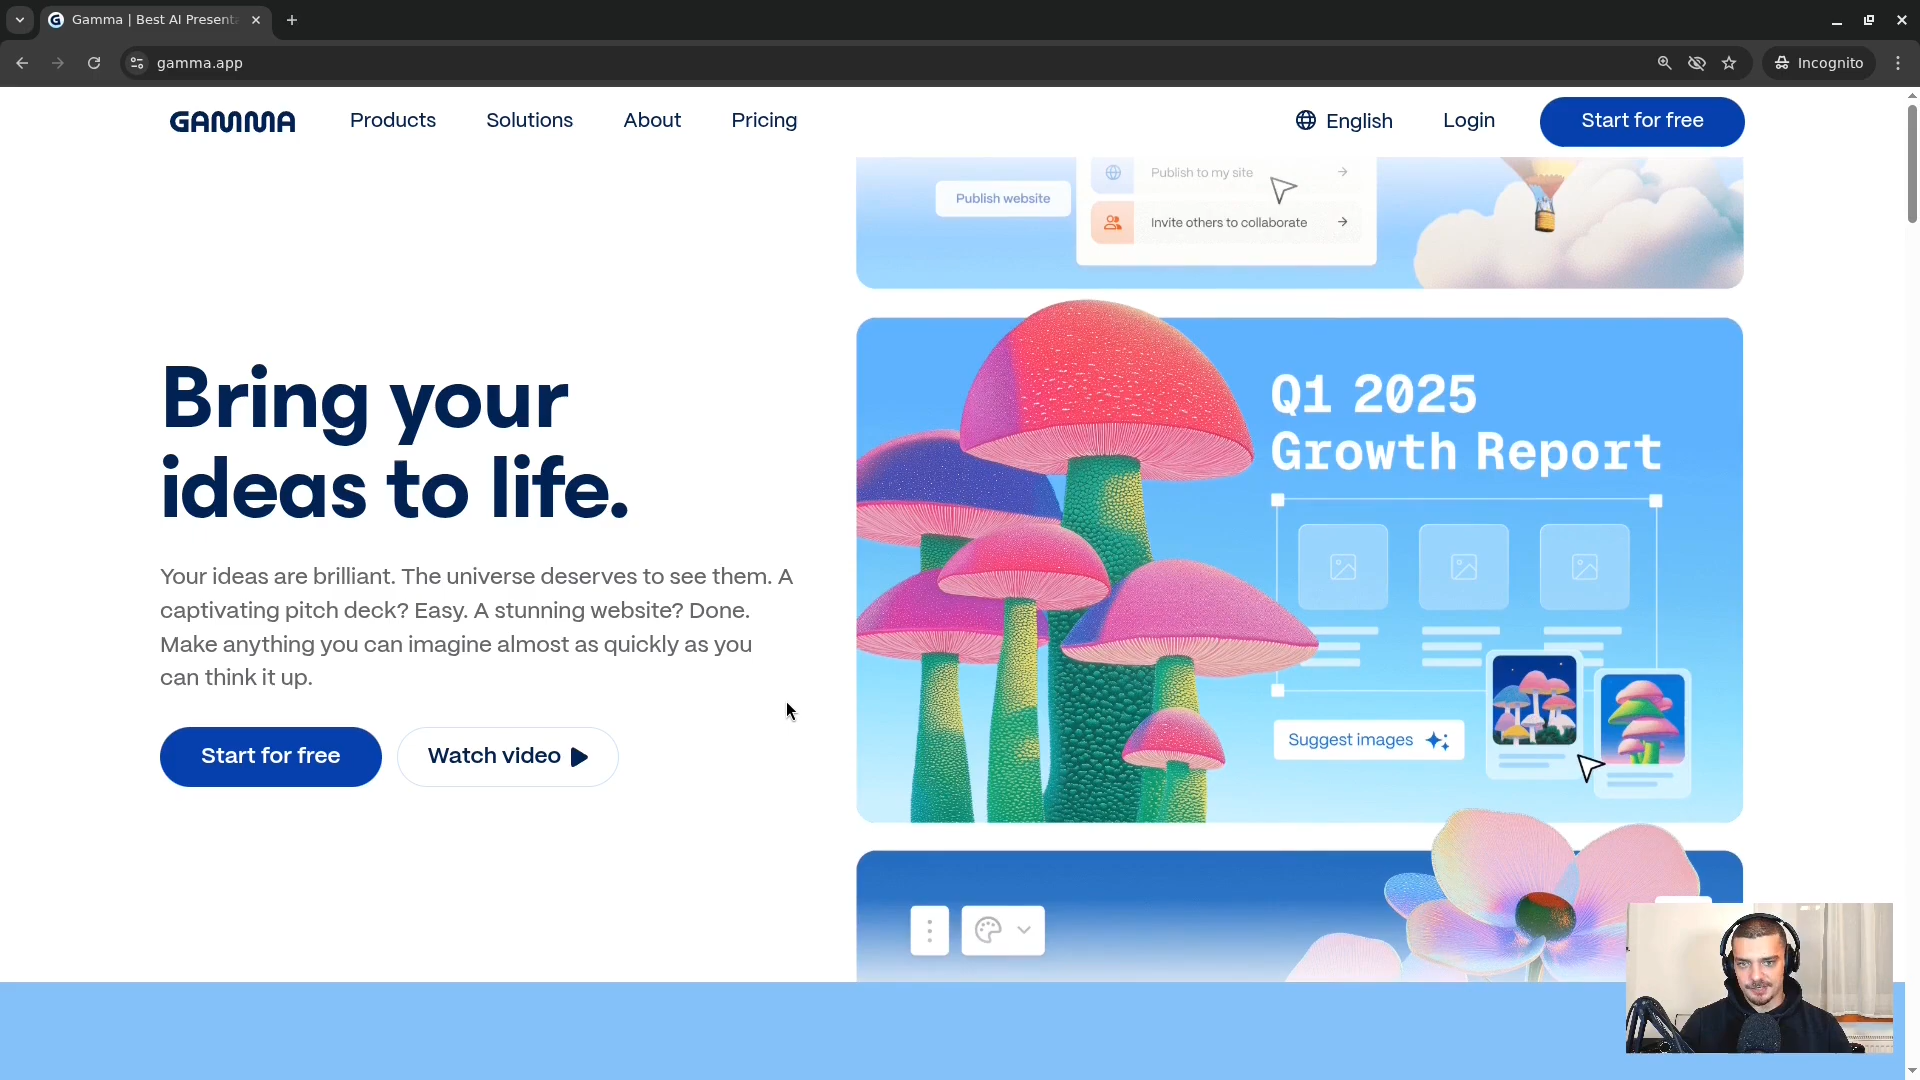 Gamma | Best AI Present
gamma.app
Incognito
GAMMA
Products
Solutions
About
Pricing
English
Login
Start for free
Publish website
Publish to my site
Invite others to collaborate
Bring your
ideas to life.
Your ideas are brilliant. The universe deserves to see them. A
captivating pitch deck? Easy. A stunning website? Done.
Make anything you can imagine almost as quickly as you
can think it up.
Start for free
Watch video
Q1 2025
Growth Report
Suggest images